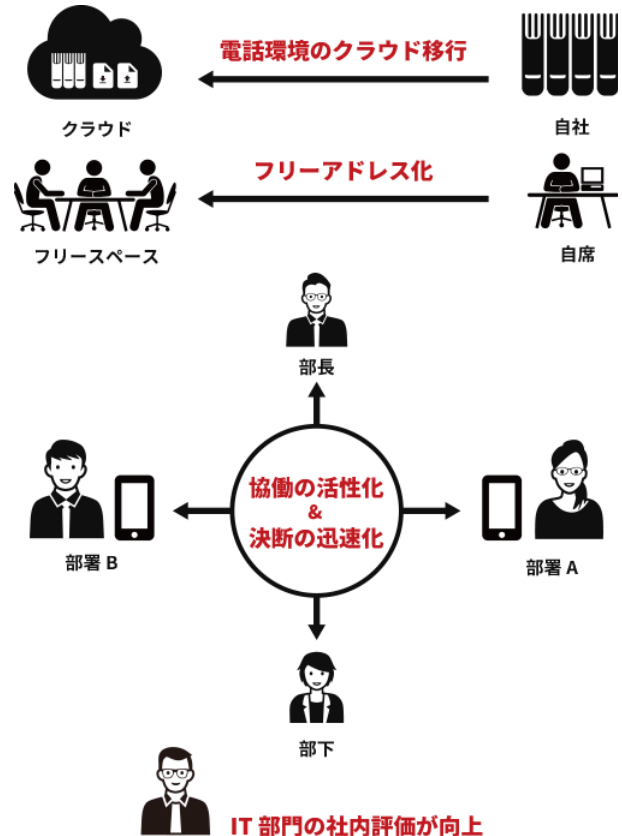 電話環境のクラウド移行
クラウド
自社
フリーアドレス化
フリースペース
自席
部長
協働の活性化
&
決断の迅速化
部署 B
部署 A
部下
IT 部門の社内評価が向上